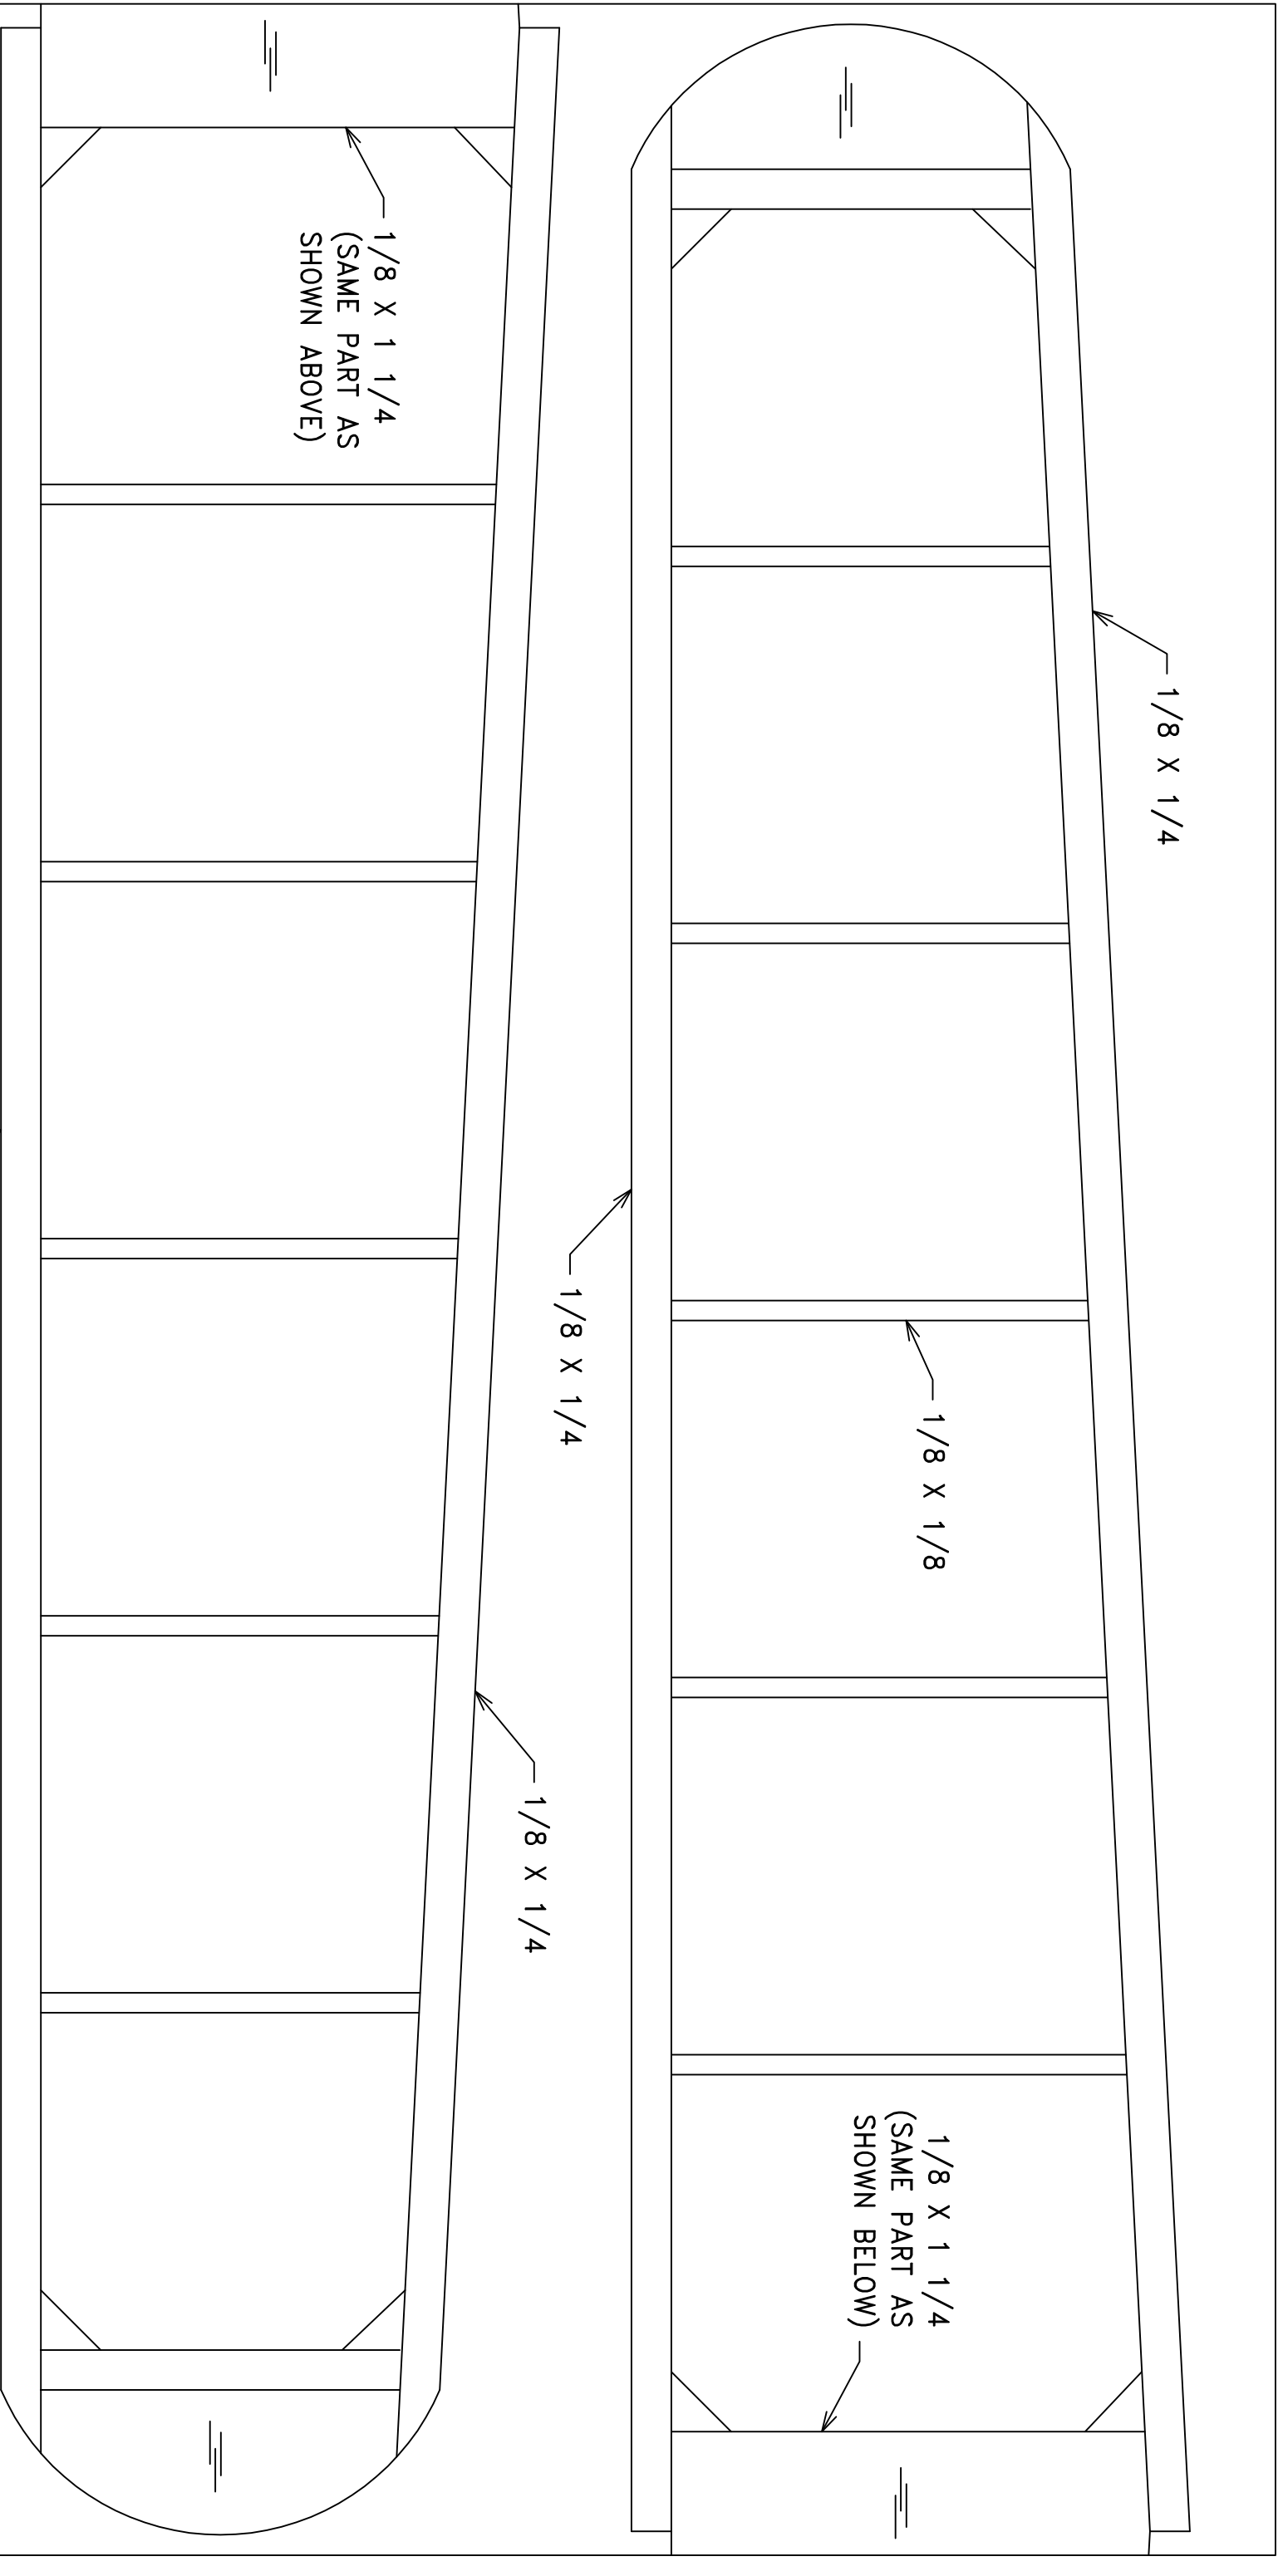 1/8 X 1/4
1/8 X 1 1/4
(SAME PART AS
SHOWN BELOW)
1/8 X 1/8
1/8 X 1/4
1/8 X 1/4
1/8 X 1 1/4
(SAME PART AS
SHOWN ABOVE)